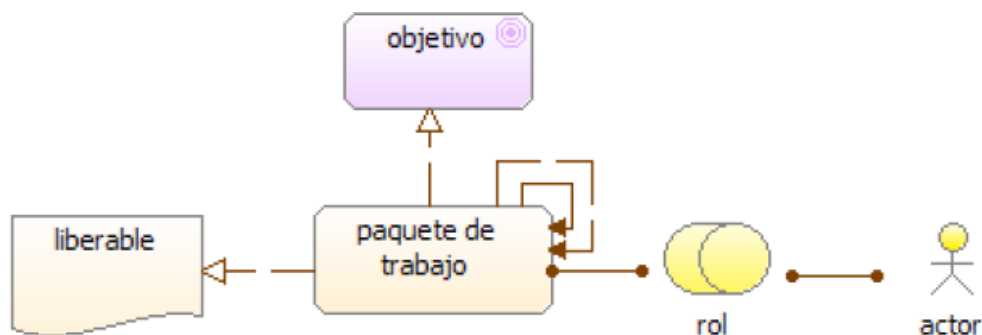 objetivo
liberable
paquete de
trabajo
rol
actor